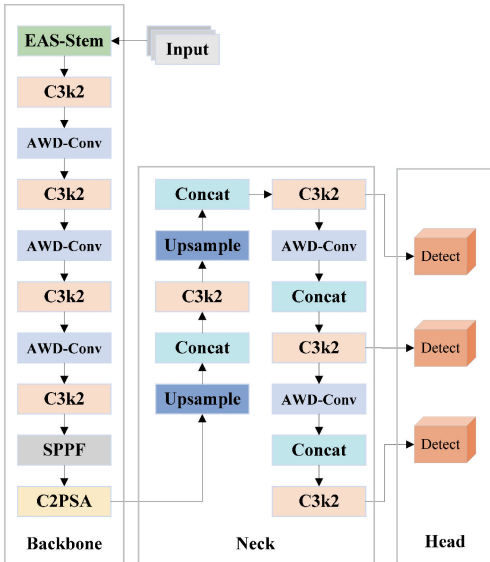 EAS-Stem
Input
C3k2
AWD-Conv
C3k2
AWD-Conv
C3k2
AWD-Conv
C3k2
SPPF
C2PSA
Backbone
Concat
Upsample
C3k2
Concat
Upsample
C3k2
AWD-Conv
Concat
C3k2
AWD-Conv
Concat
C3k2
Neck
Detect
Detect
Detect
Head